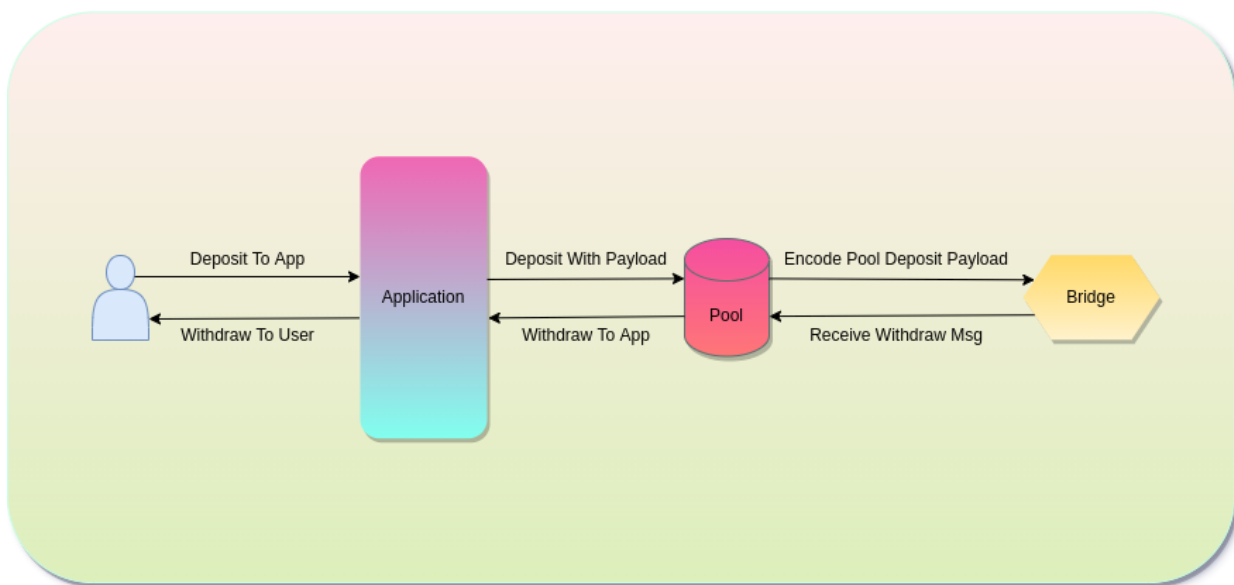 Deposit To App
Deposit With Payload
Encode Pool Deposit Payload
Application
Pool
Bridge
Withdraw To User
Withdraw To App
Receive Withdraw Msg